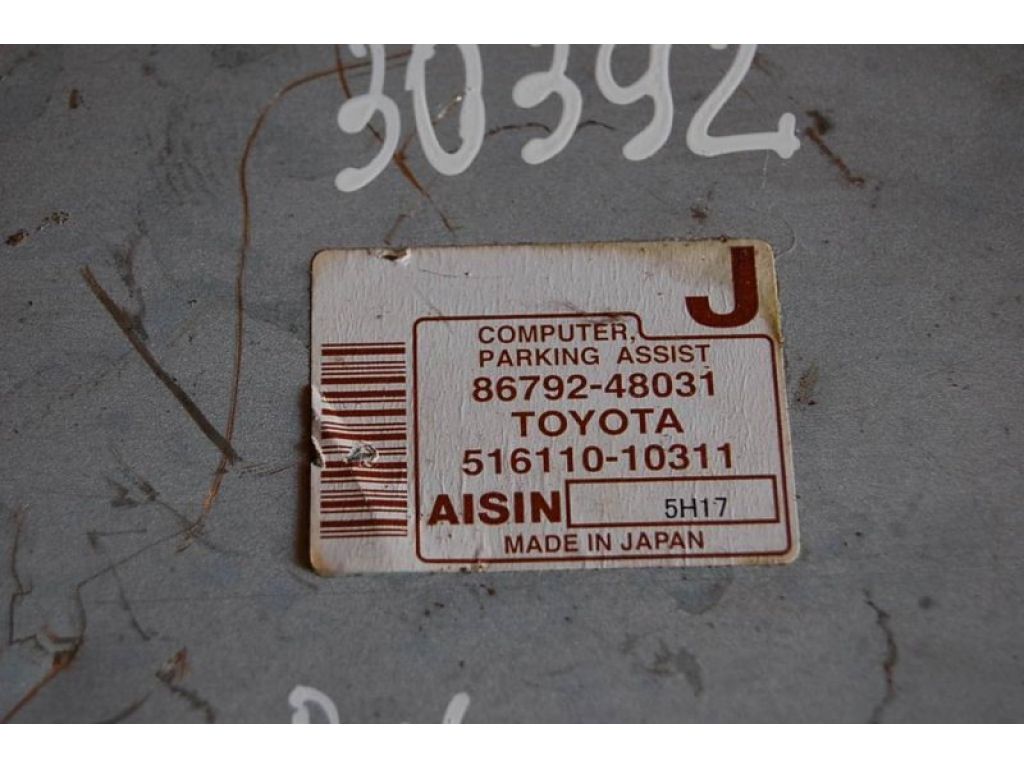 30392
J
COMPUTER,
PARKING ASSIST
86792-48031
TOYOTA
516110-10311
AISIN 5H17
MADE IN JAPAN